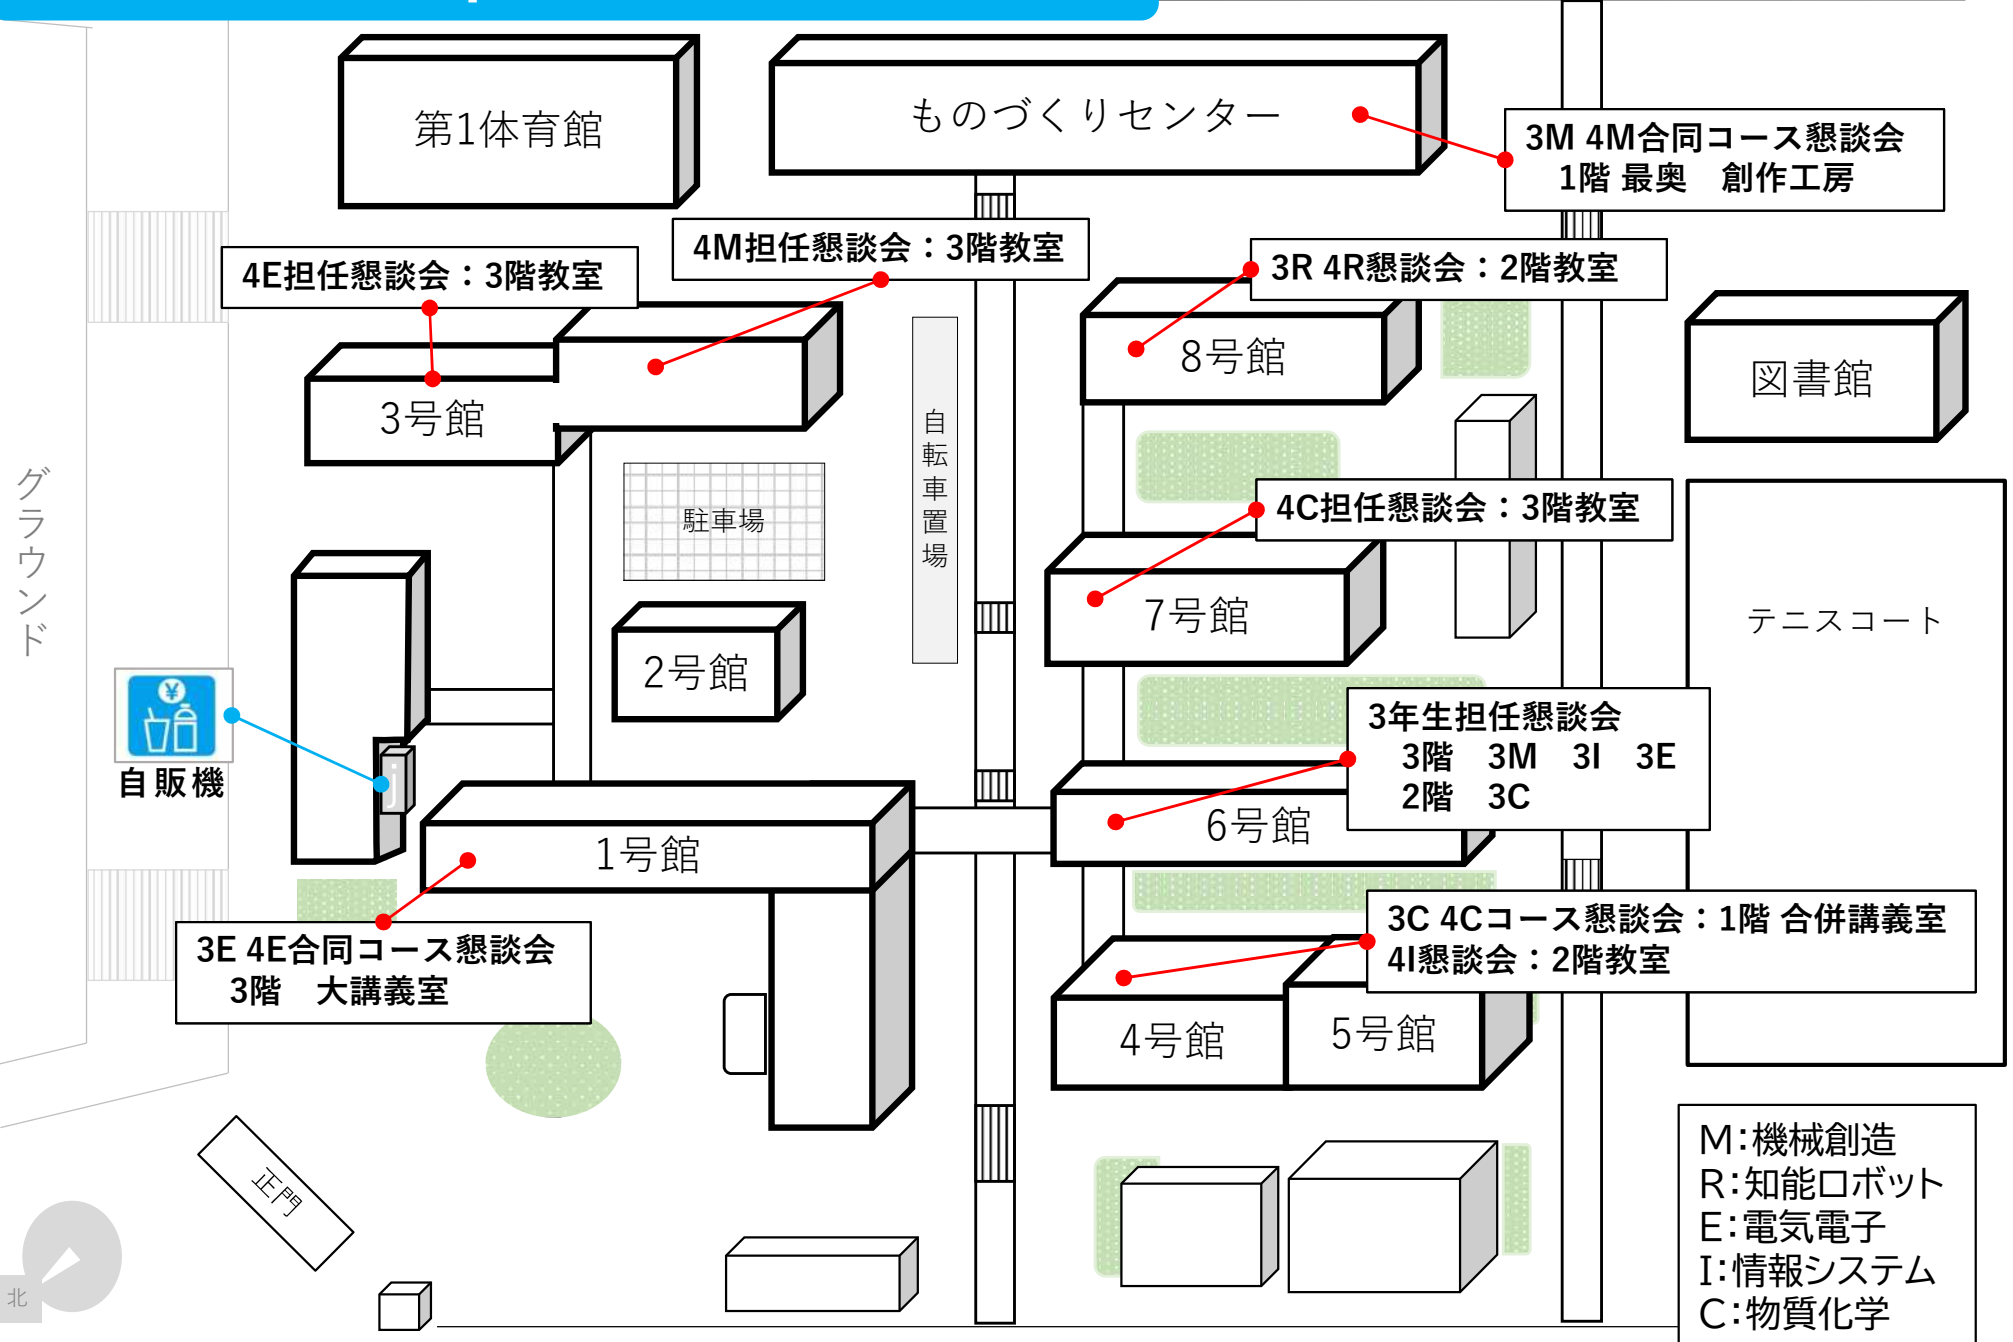 第1体育館
ものづくりセンター
3M 4M合同コース懇談会
1階 最奥　創作工房
4M担任懇談会：3階教室
4E担任懇談会：3階教室
3R 4R懇談会：2階教室
8号館
図書館
3号館
自転車置場
グラウンド
駐車場
4C担任懇談会：3階教室
7号館
テニスコート
2号館
¥
自販機
j
3年生担任懇談会
3階　3M　3I　3E
2階　3C
6号館
1号館
3E 4E合同コース懇談会
3階　大講義室
3C 4Cコース懇談会：1階 合併講義室
4I懇談会：2階教室
4号館
5号館
正門
北
M：機械創造
R：知能ロボット
E：電気電子
I：情報システム
C：物質化学